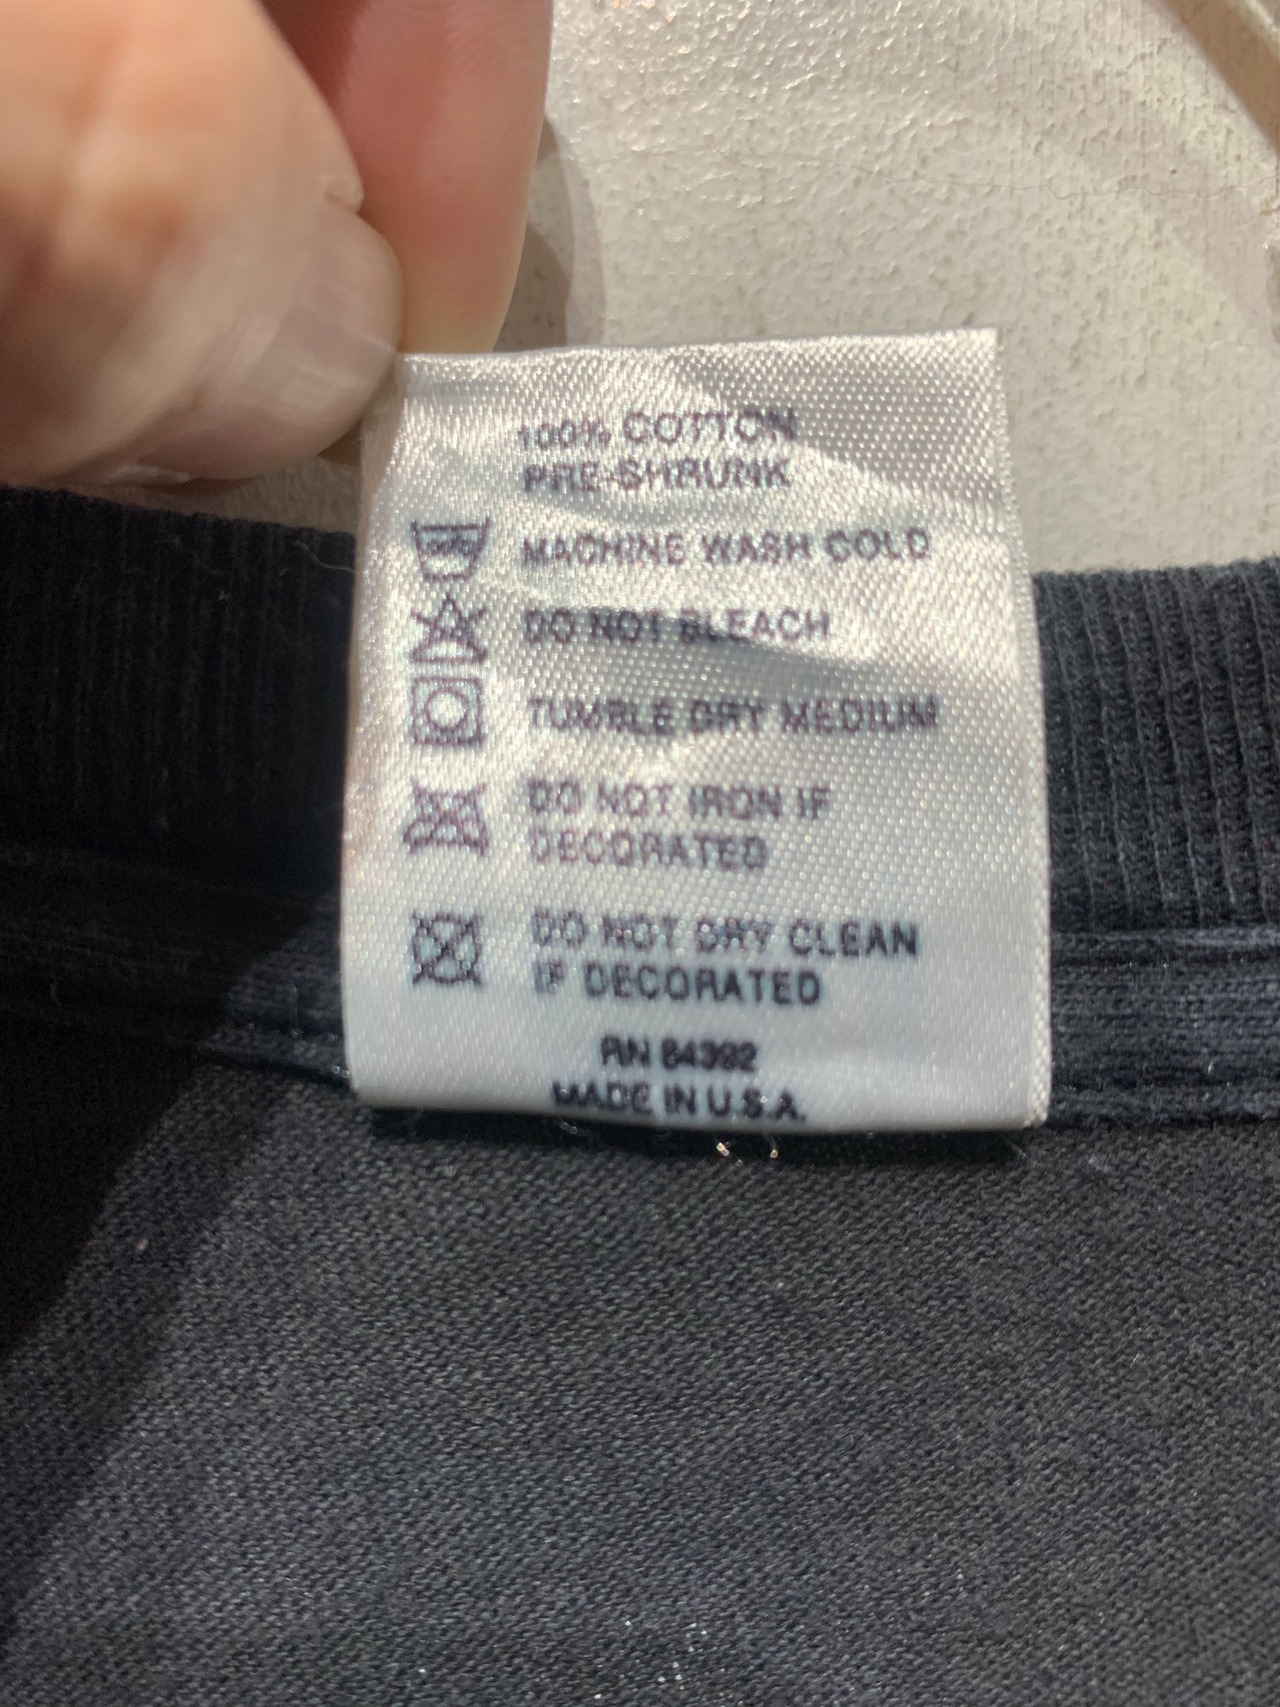 100% COTTON
PRE-SHRUNK
MACHINE WASH COLD
DO NOT BLEACH
TUMBLE DRY MEDIUM
DO NOT IRON IF
DECORATED
DO NOT DRY CLEAN
IF DECORATED
RN 84392
MADE IN U.S.A.